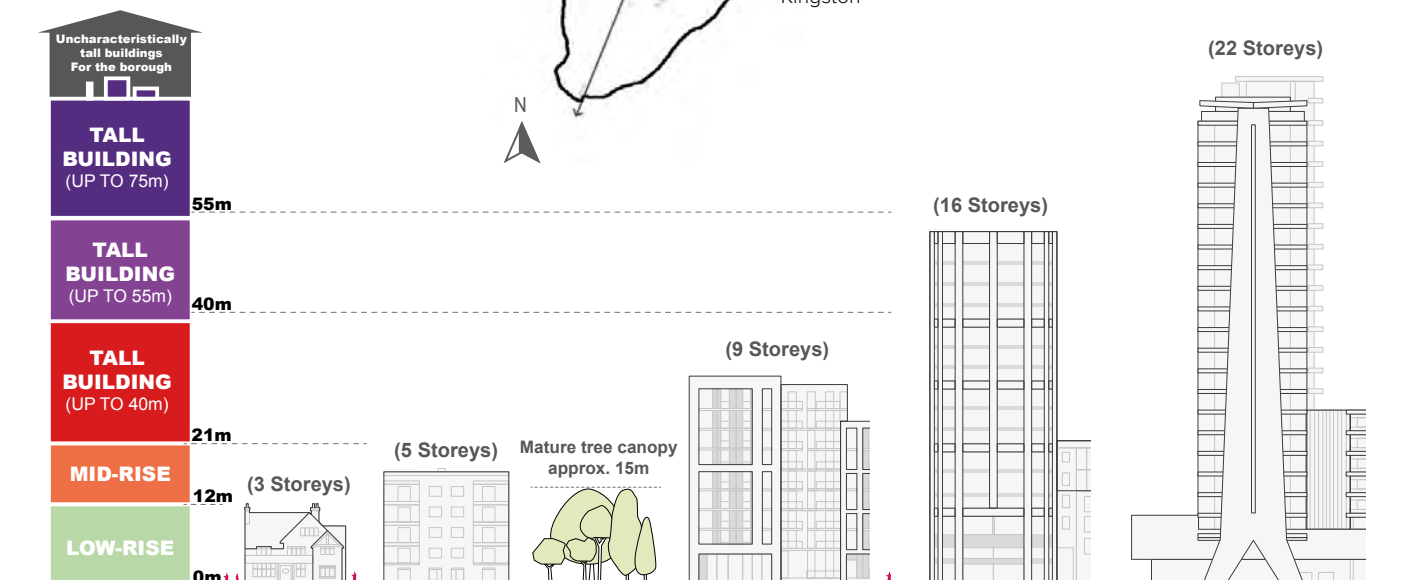 Kingston
Uncharacteristically
tall buildings
For the borough
TALL
BUILDING
(UP TO 75m)
55m
TALL
BUILDING
(UP TO 55m)
40m
TALL
BUILDING
(UP TO 40m)
21m
MID-RISE
12m
LOW-RISE
0m
N
(3 Storeys)
(5 Storeys)
Mature tree canopy
approx. 15m
(9 Storeys)
(16 Storeys)
(22 Storeys)